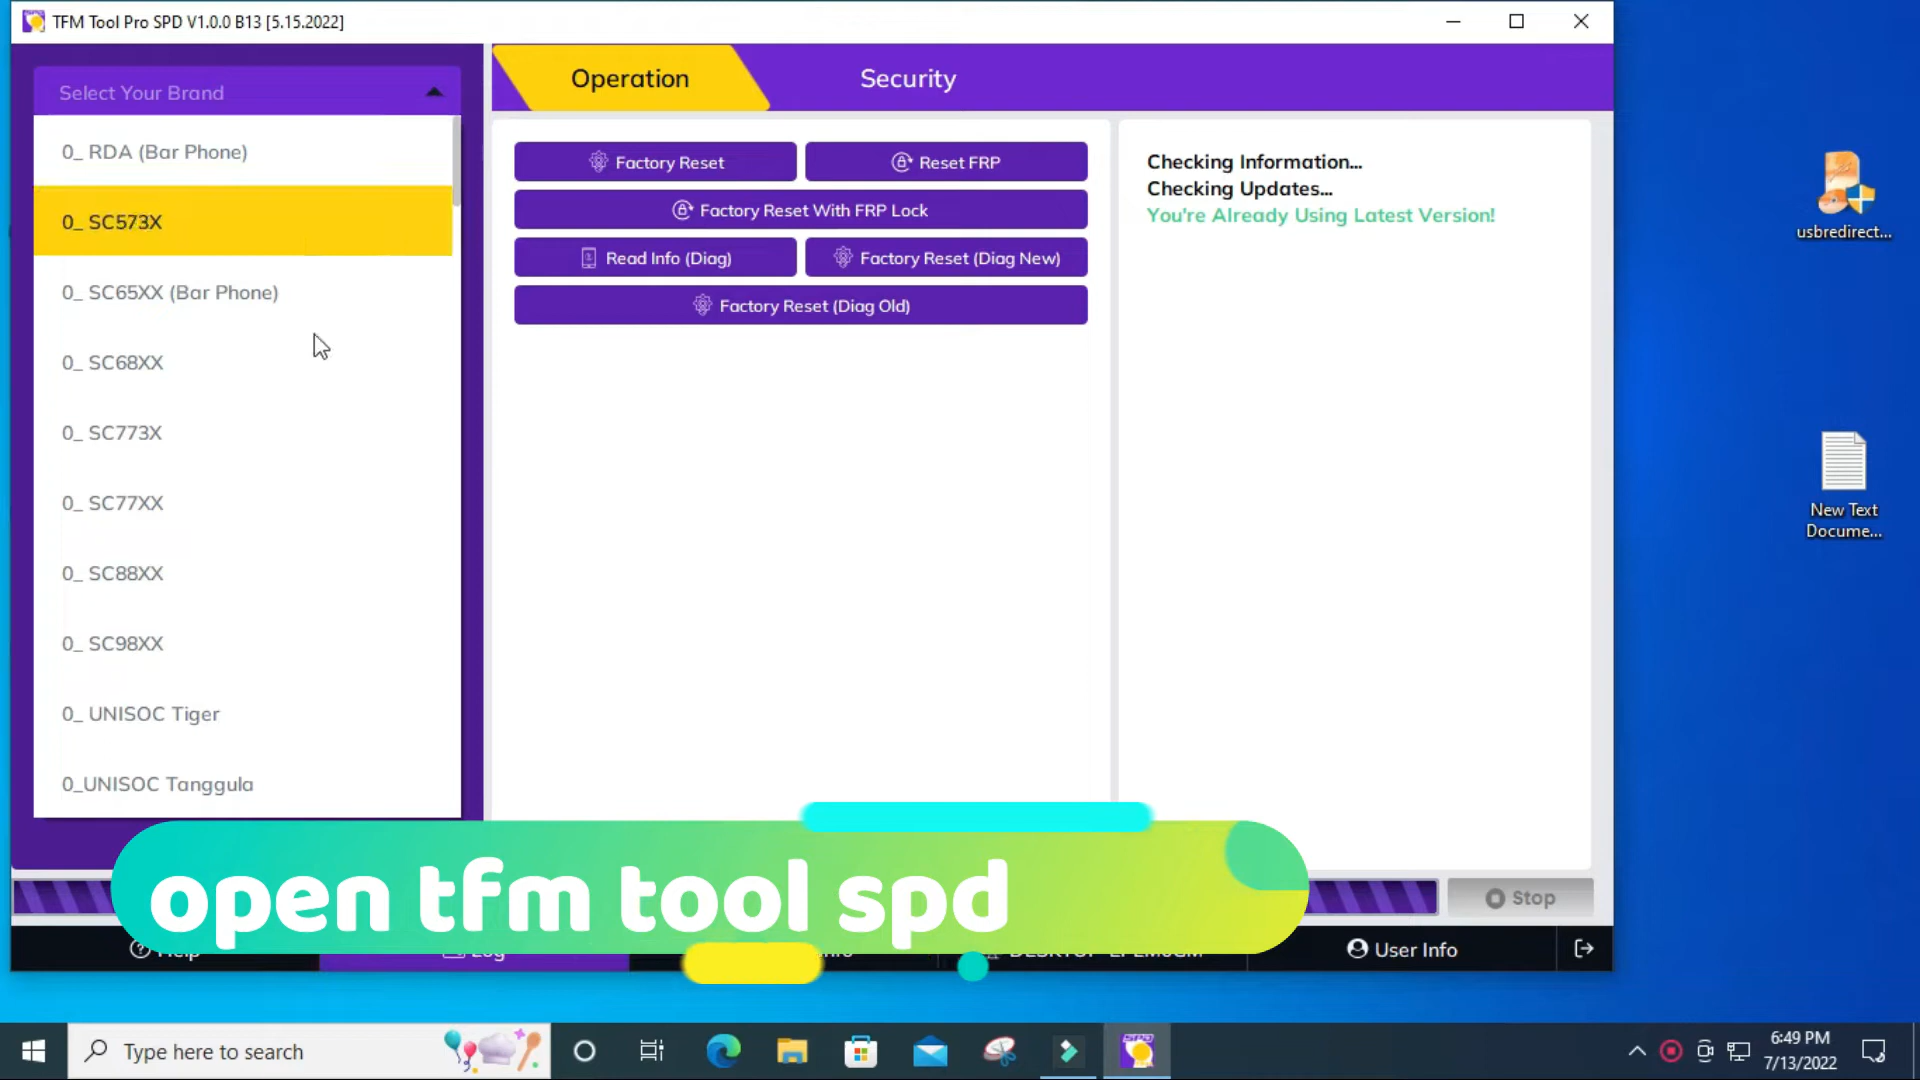 TFM Tool Pro SPD V1.0.0 B13 [5.15.2022]
Select Your Brand
0_ RDA (Bar Phone)
0_ SC573X
0_ SC65XX (Bar Phone)
0_ SC68XX
0_ SC773X
0_ SC77XX
0_ SC88XX
0_ SC98XX
0_ UNISOC Tiger
0_UNISOC Tanggula
Operation
Security
Factory Reset
Reset FRP
Factory Reset With FRP Lock
Read Info (Diag)
Factory Reset (Diag New)
Factory Reset (Diag Old)
Checking Information...
Checking Updates...
You're Already Using Latest Version!
usbredirect...
New Text
Docume...
open tfm tool spd
Stop
Help
Log
User Info
Type here to search
6:49 PM
7/13/2022